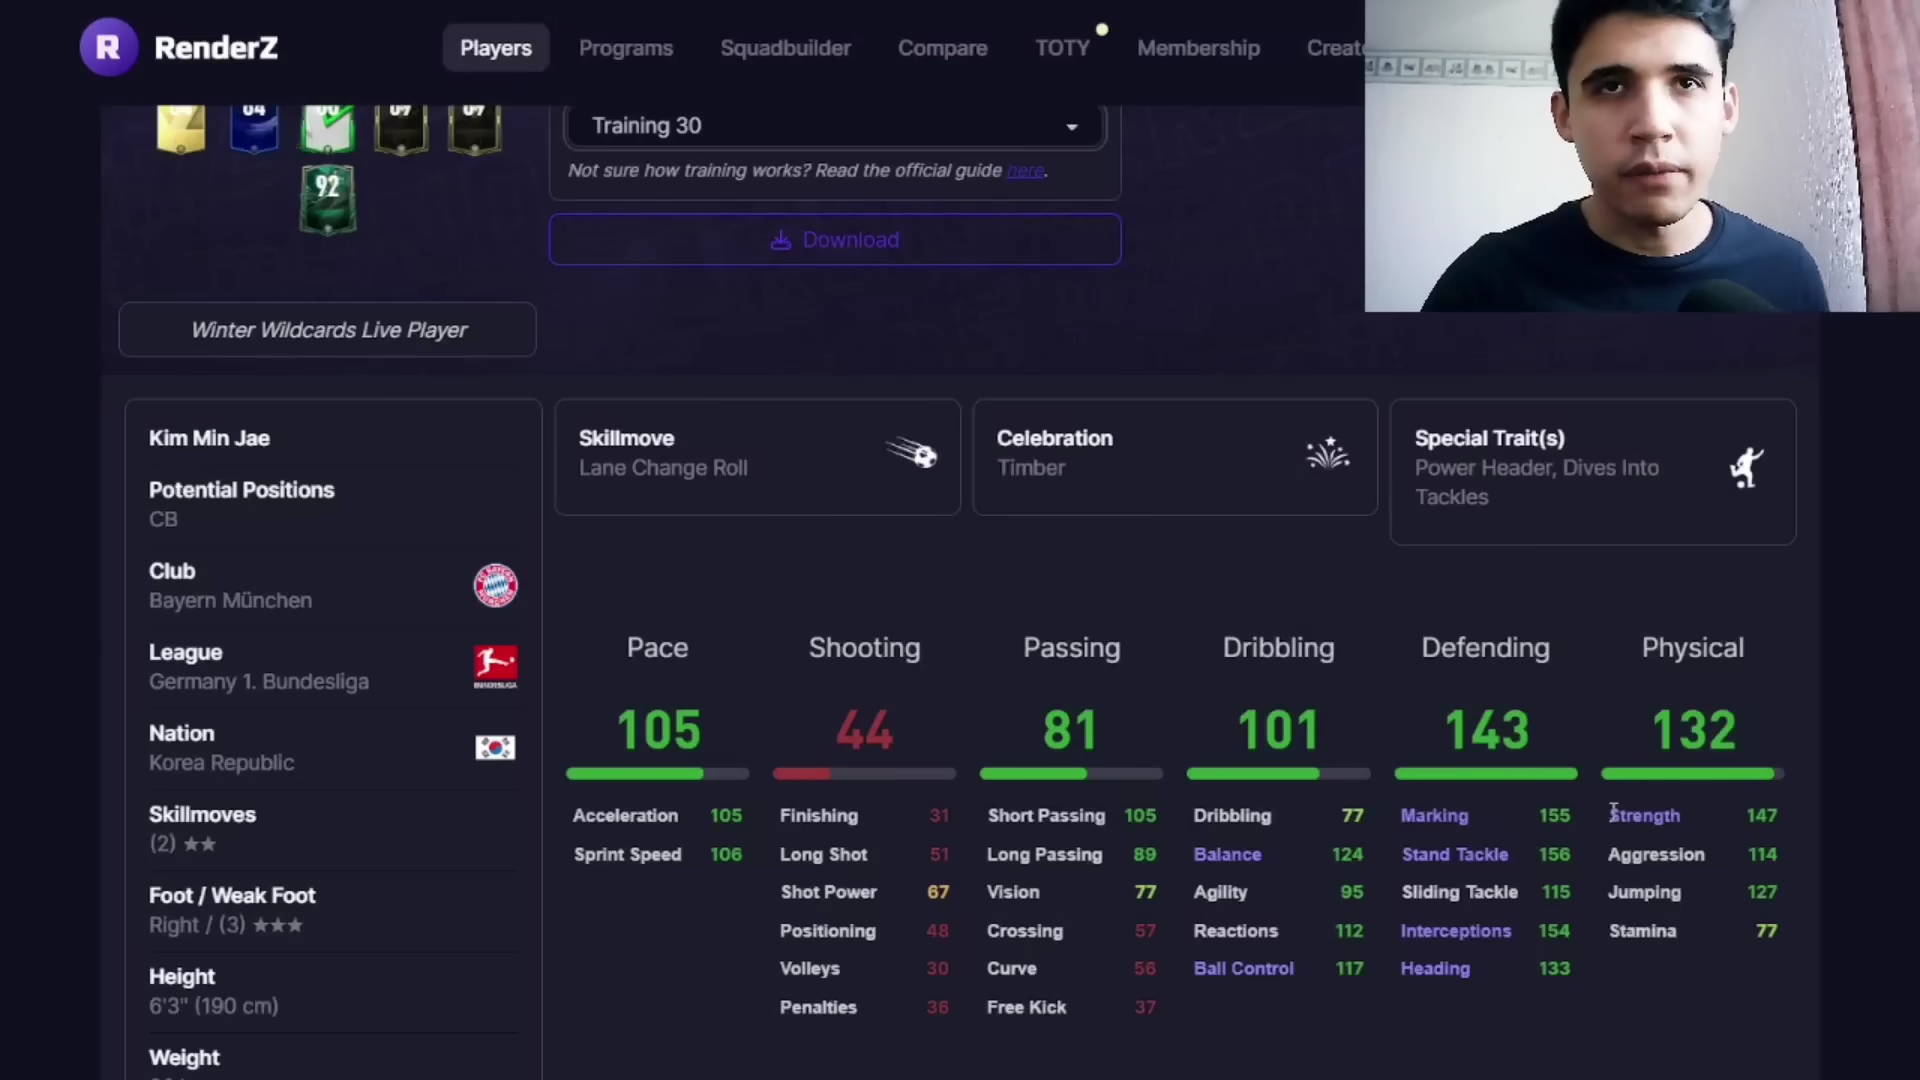 R RenderZ
Players Programs Squadbuilder Compare TOTY Membership Create
64
92
Training 30
Not sure how training works? Read the official guide here.
Download
Winter Wildcards Live Player
Kim Min Jae
Potential Positions
CB
Club
Bayern München
League
Germany 1. Bundesliga
Nation
Korea Republic
Skillmoves
(2) ★★
Foot / Weak Foot
Right / (3) ★★★
Height
6'3" (190 cm)
Weight
Skillmove
Lane Change Roll
Celebration
Timber
Special Trait(s)
Power Header, Dives Into
Tackles
Pace
105
Acceleration 105
Sprint Speed 106
Shooting
44
Finishing 31
Long Shot 51
Shot Power 67
Positioning 48
Volleys 30
Penalties 36
Passing
81
Short Passing 105
Long Passing 89
Vision 77
Crossing 57
Curve 56
Free Kick 37
Dribbling
101
Dribbling 77
Balance 124
Agility 95
Reactions 112
Ball Control 117
Defending
143
Marking 155
Stand Tackle 156
Sliding Tackle 115
Interceptions 154
Heading 133
Physical
132
Strength 147
Aggression 114
Jumping 127
Stamina 77